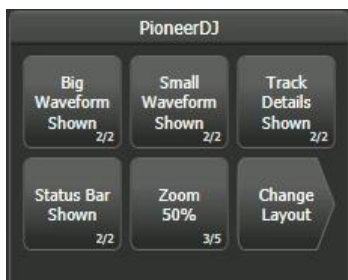 PioneerDJ
Big
Waveform
Shown
2/2
Small
Waveform
Shown
2/2
Track
Details
Shown
2/2
Status Bar
Shown
2/2
Zoom
50%
3/5
Change
Layout